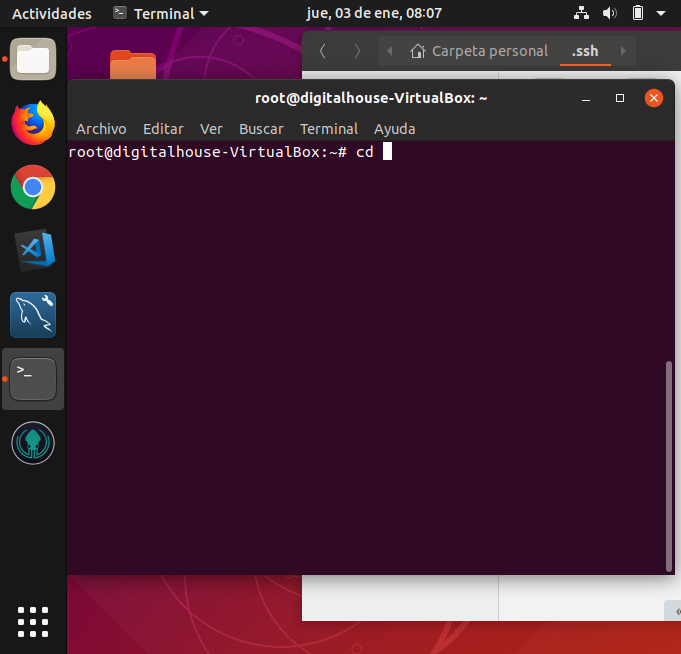 Actividades Terminal jue, 03 de ene, 08:07
Carpeta personal .ssh
root@digitalhouse-VirtualBox: ~
Archivo Editar Ver Buscar Terminal Ayuda
root@digitalhouse-VirtualBox:~# cd